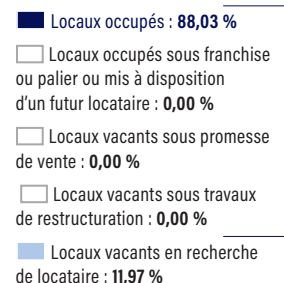 Locaux occupés : 88,03 %
Locaux occupés sous franchise
ou palier ou mis à disposition
d'un futur locataire : 0,00 %
Locaux vacants sous promesse
de vente : 0,00 %
Locaux vacants sous travaux
de restructuration : 0,00 %
Locaux vacants en recherche
de locataire : 11,97 %